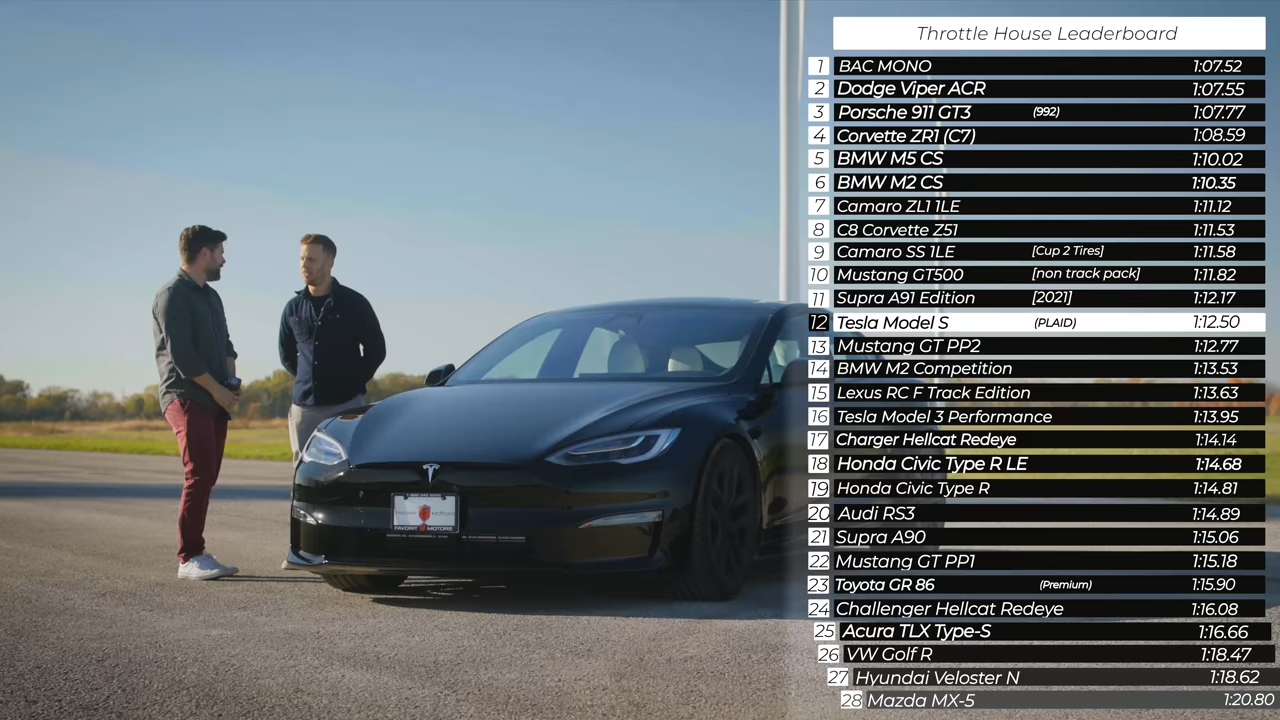 Throttle House Leaderboard
1 BAC MONO 1:07.52
2 Dodge Viper ACR 1:07.55
3 Porsche 911 GT3 (992) 1:07.77
4 Corvette ZR1 (C7) 1:08.59
5 BMW M5 CS 1:10.02
6 BMW M2 CS 1:10.35
7 Camaro ZL1 1LE 1:11.12
8 C8 Corvette Z51 1:11.53
9 Camaro SS 1LE [Cup 2 Tires] 1:11.58
10 Mustang GT500 [non track pack] 1:11.82
11 Supra A91 Edition [2021] 1:12.17
12 Tesla Model S (PLAID) 1:12.50
13 Mustang GT PP2 1:12.77
14 BMW M2 Competition 1:13.53
15 Lexus RC F Track Edition 1:13.63
16 Tesla Model 3 Performance 1:13.95
17 Charger Hellcat Redeye 1:14.14
18 Honda Civic Type R LE 1:14.68
19 Honda Civic Type R 1:14.81
20 Audi RS3 1:14.89
21 Supra A90 1:15.06
22 Mustang GT PP1 1:15.18
23 Toyota GR 86 (Premium) 1:15.90
24 Challenger Hellcat Redeye 1:16.08
25 Acura TLX Type-S 1:16.66
26 VW Golf R 1:18.47
27 Hyundai Veloster N 1:18.62
28 Mazda MX-5 1:20.80
FAVORIT MOTORS